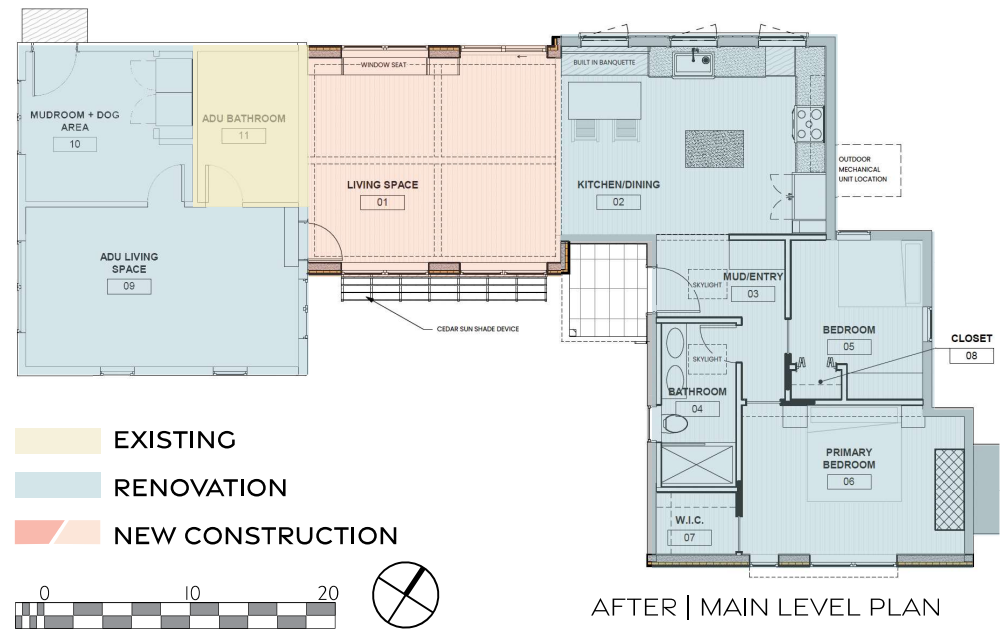 WINDOW SEAT
BUILT IN BANQUETTE
MUDROOM + DOG
AREA
10
ADU BATHROOM
11
LIVING SPACE
01
KITCHEN/DINING
02
OUTDOOR
MECHANICAL
UNIT LOCATION
ADU LIVING
SPACE
09
MUD/ENTRY
03
SKYLIGHT
CEDAR SUN SHADE DEVICE
BEDROOM
05
CLOSET
08
SKYLIGHT
BATHROOM
04
PRIMARY
BEDROOM
06
W.I.C.
07
EXISTING
RENOVATION
NEW CONSTRUCTION
0 10 20
AFTER | MAIN LEVEL PLAN